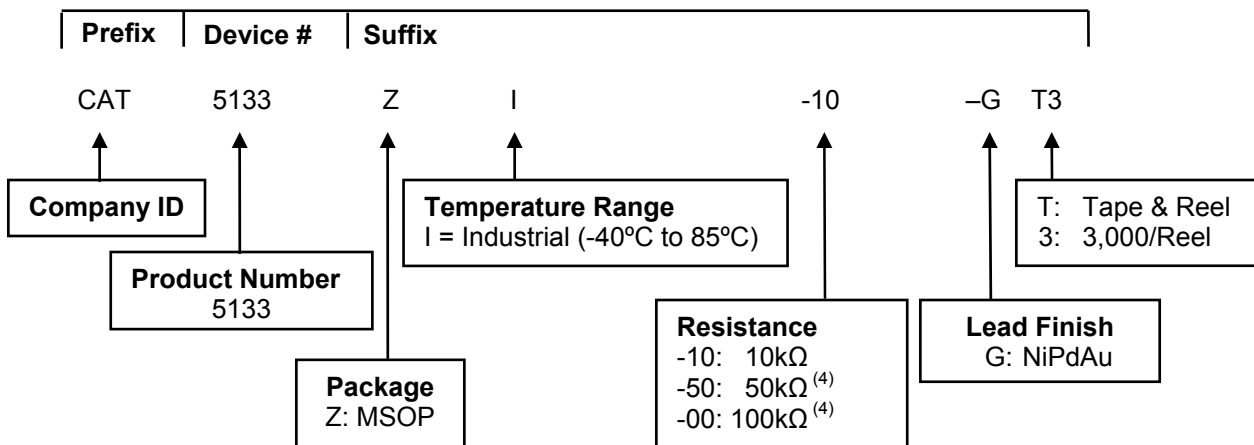 Prefix Device # Suffix
CAT 5133 Z I -10 –G T3
Company ID
Temperature Range
I = Industrial (-40ºC to 85ºC)
T: Tape & Reel
3: 3,000/Reel
Product Number
5133
Resistance
-10: 10kΩ
-50: 50kΩ (4)
-00: 100kΩ (4)
Lead Finish
G: NiPdAu
Package
Z: MSOP